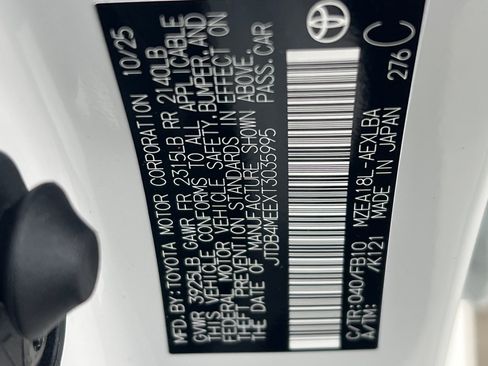 MFD.BY:TOYOTA MOTOR CORPORATION 10/25
GVWR 3925LB GAWR FR 2315LB RR 2140LB
THIS VEHICLE CONFORMS TO ALL APPLICABLE
FEDERAL MOTOR VEHICLE SAFETY,BUMPER,AND
THEFT PREVENTION STANDARDS IN EFFECT ON
THE DATE OF MANUFACTURE SHOWN ABOVE.
JTDB4MEEXT3035995 PASS.CAR
C/TR:040/FB10 MZEA18L-AEXLBA
A/TM: /K121 MADE IN JAPAN 276 C